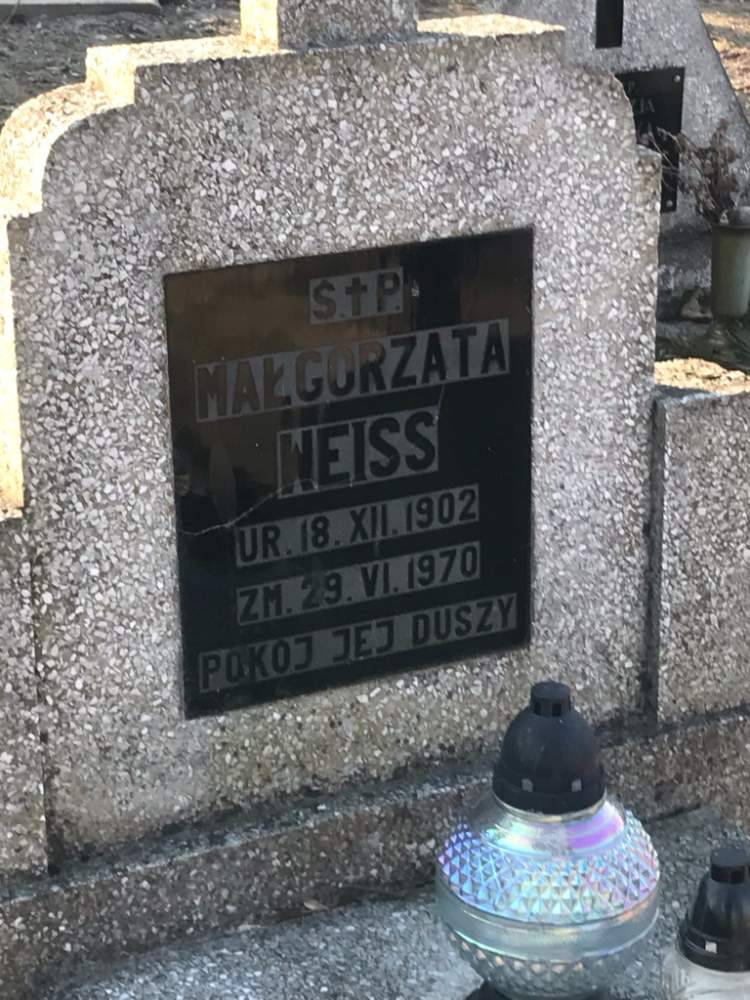 Ś.✝P.
MAŁGORZATA
WEISS
UR. 18. XII. 1902
ZM. 29. VI. 1970
POKÓJ JEJ DUSZY